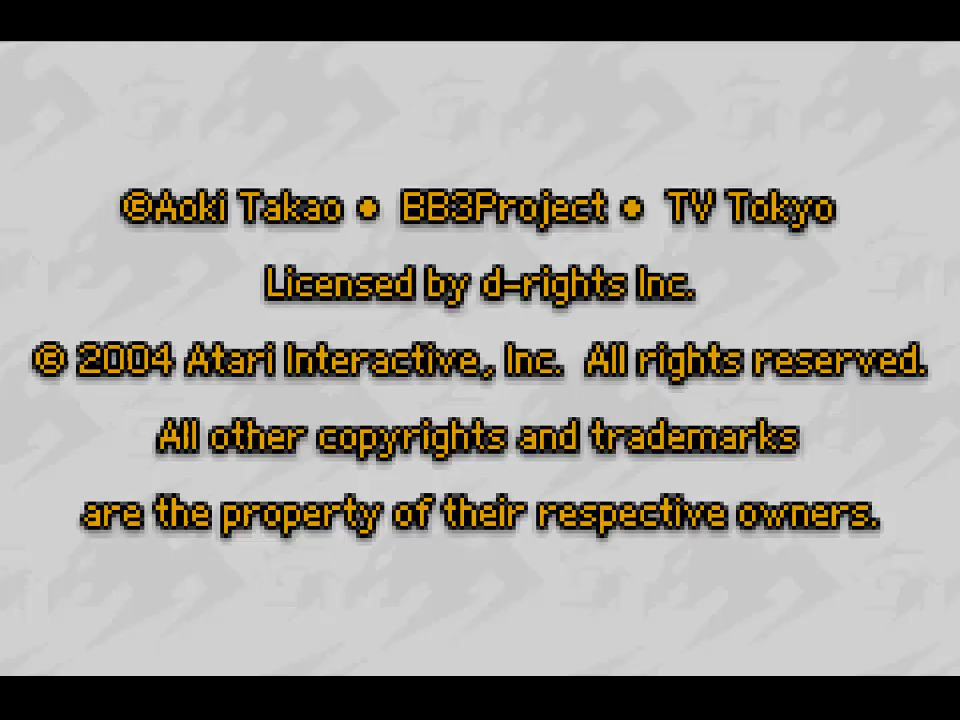 ©Aoki Takao • BB3Project • TV Tokyo
Licensed by d-rights Inc.
© 2004 Atari Interactive, Inc. All rights reserved.
All other copyrights and trademarks
are the property of their respective owners.